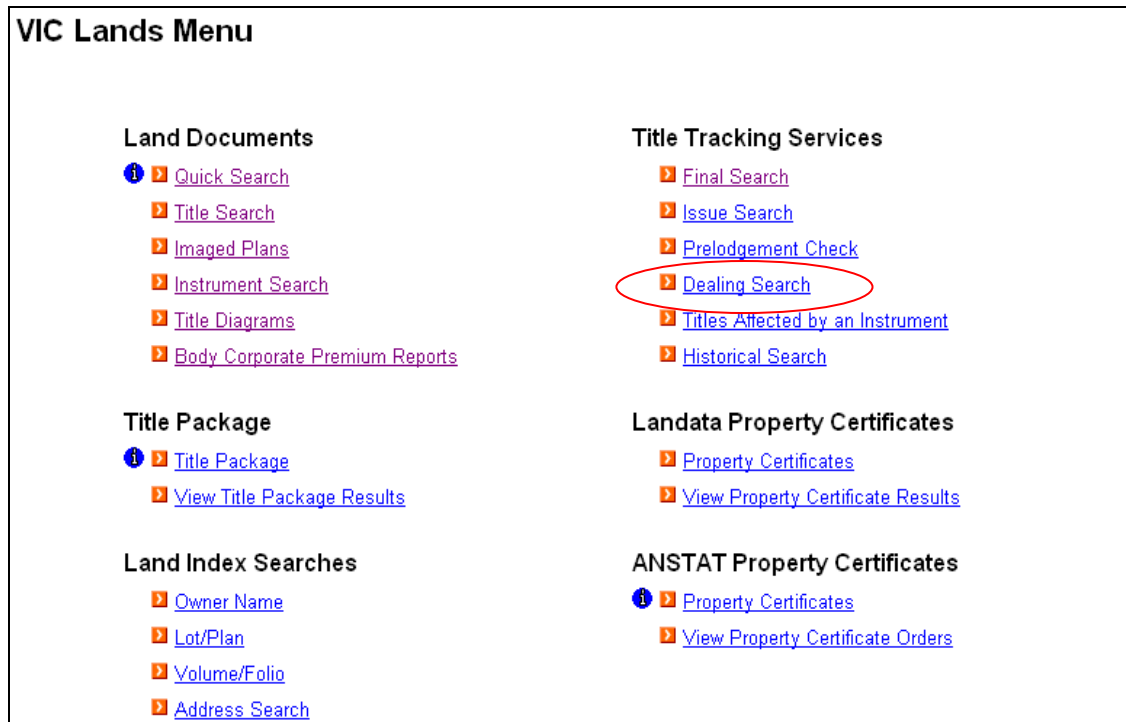 VIC Lands Menu
Land Documents
Quick Search
Title Search
Imaged Plans
Instrument Search
Title Diagrams
Body Corporate Premium Reports
Title Tracking Services
Final Search
Issue Search
Prelodgement Check
Dealing Search
Titles Affected by an Instrument
Historical Search
Title Package
Title Package
View Title Package Results
Landata Property Certificates
Property Certificates
View Property Certificate Results
Land Index Searches
Owner Name
Lot/Plan
Volume/Folio
Address Search
ANSTAT Property Certificates
Property Certificates
View Property Certificate Orders